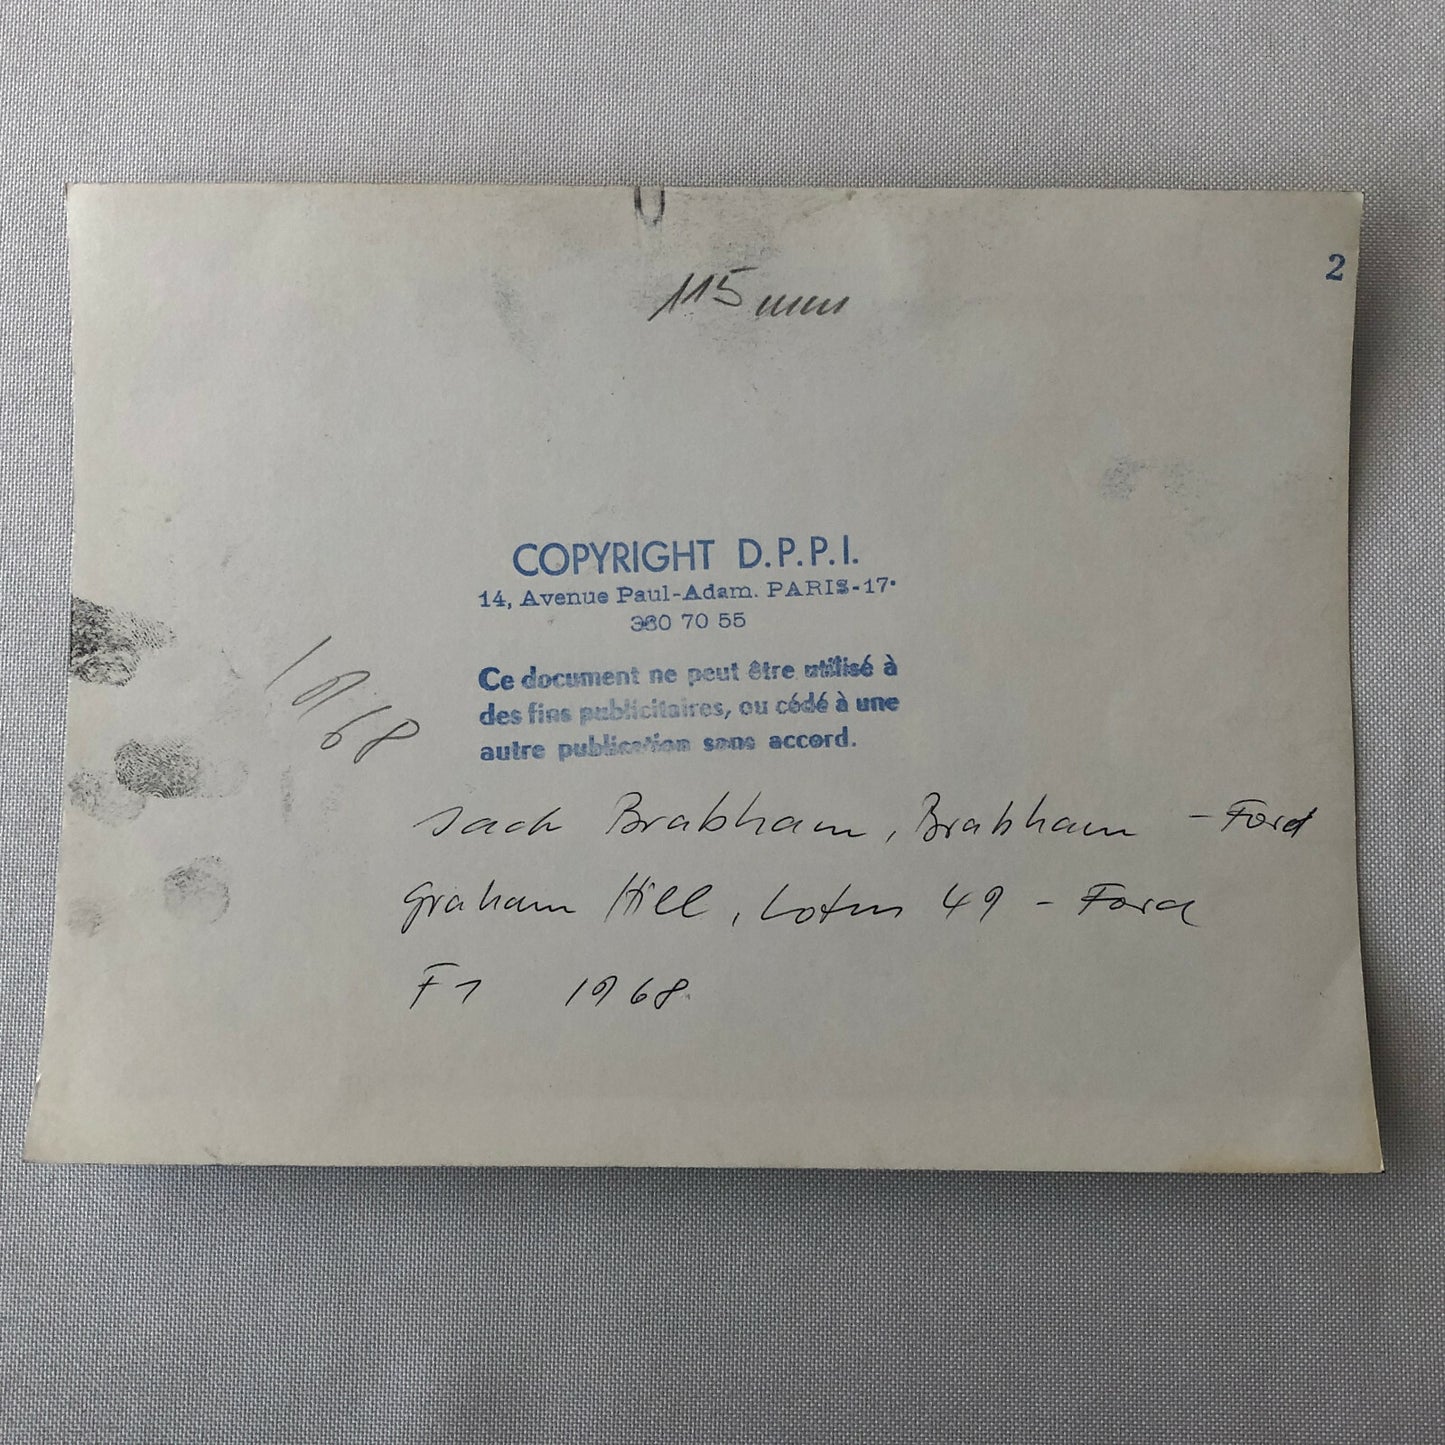 2
115 mm
COPYRIGHT D.P.P.I.
14, Avenue Paul-Adam. PARIS-17.
360 70 55
Ce document ne peut être utilisé à
des fins publicitaires, ou cédé à une
autre publication sans accord.
1968
Jack Brabham, Brabham - Ford
Graham Hill, Lotus 49 - Ford
F1 1968